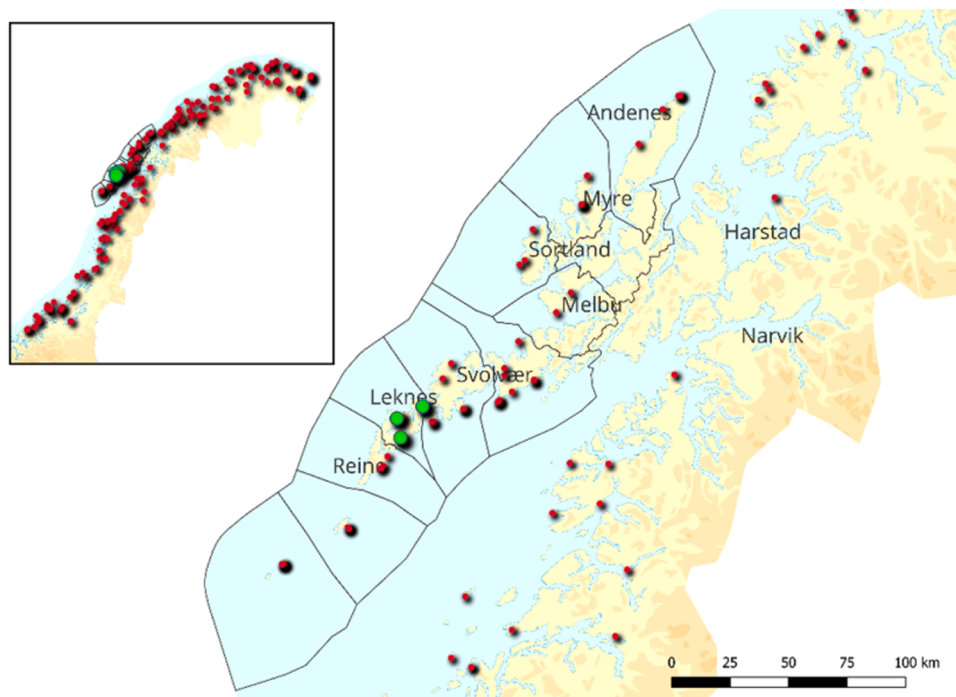 Andenes
Myre
Harstad
Sortland
Melbu
Narvik
Svolvær
Leknes
Reine
0 25 50 75 100 km